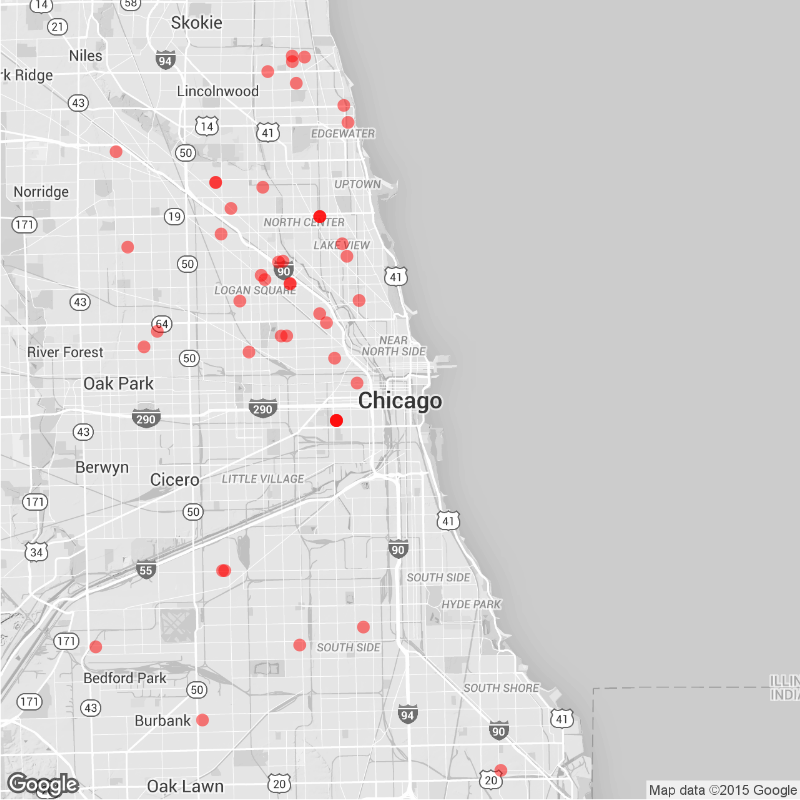 14
58
Skokie
21
Niles
94
rk Ridge
Lincolnwood
43
14
41
EDGEWATER
50
Norridge
UPTOWN
171
19
NORTH CENTER
LAKE VIEW
50
90
41
LOGAN SQUARE
43
64
NEAR
NORTH SIDE
River Forest
50
Oak Park
Chicago
290
290
43
Berwyn
Cicero
LITTLE VILLAGE
171
50
41
34
90
55
SOUTH SIDE
HYDE PARK
171
SOUTH SIDE
Bedford Park
ILLIN
INDIA
50
SOUTH SHORE
171
43
94
41
Burbank
90
20
20
Oak Lawn
Google
Map data ©2015 Google